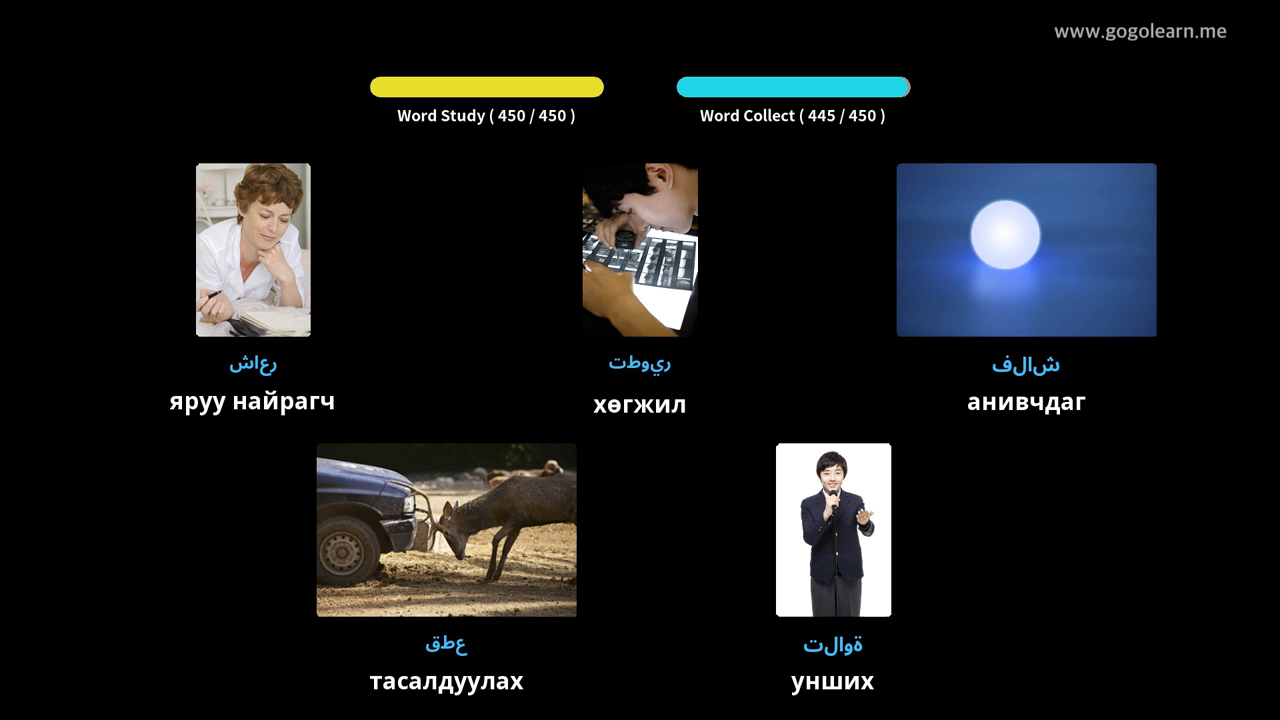 www.gogolearn.me
Word Study ( 450 / 450 )
Word Collect ( 445 / 450 )
رعاش
яруу найрагч
ريوطت
хөгжил
شالف
анивчдаг
عطق
тасалдуулах
ةوالت
унших